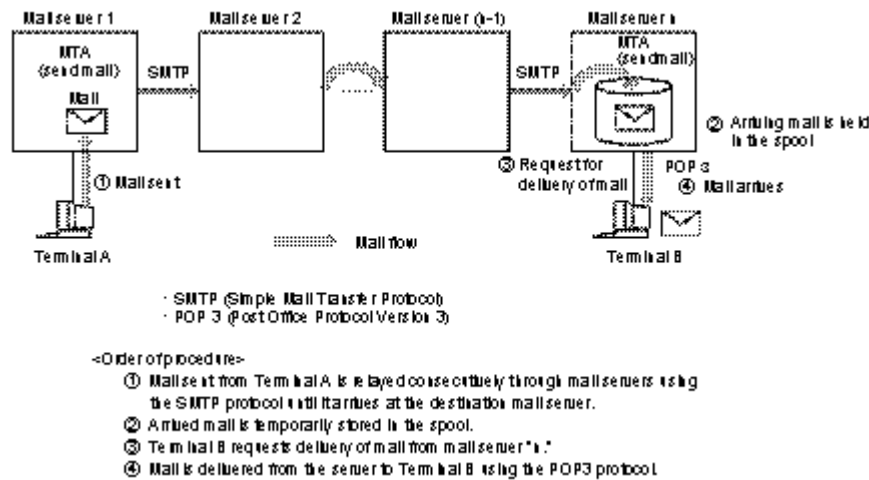 Mail server 1
Mail server 2
Mail server (n-1)
Mail server n
MTA
(sendmail)
Mail
SMTP
......
SMTP
MTA
(sendmail)
② Arriving mail is held
in the spool
① Mail sent
③ Request for
delivery of mail
POP 3
④ Mail arrives
Terminal A
Mail flow
Terminal B
· SMTP (Simple Mail Transfer Protocol)
· POP 3 (Post Office Protocol Version 3)
<Order of procedure>
① Mail sent from Terminal A is relayed consecutively through mail servers using
the SMTP protocol until it arrives at the destination mail server.
② Arrived mail is temporarily stored in the spool.
③ Terminal B requests delivery of mail from mail server "n."
④ Mail is delivered from the server to Terminal B using the POP3 protocol.